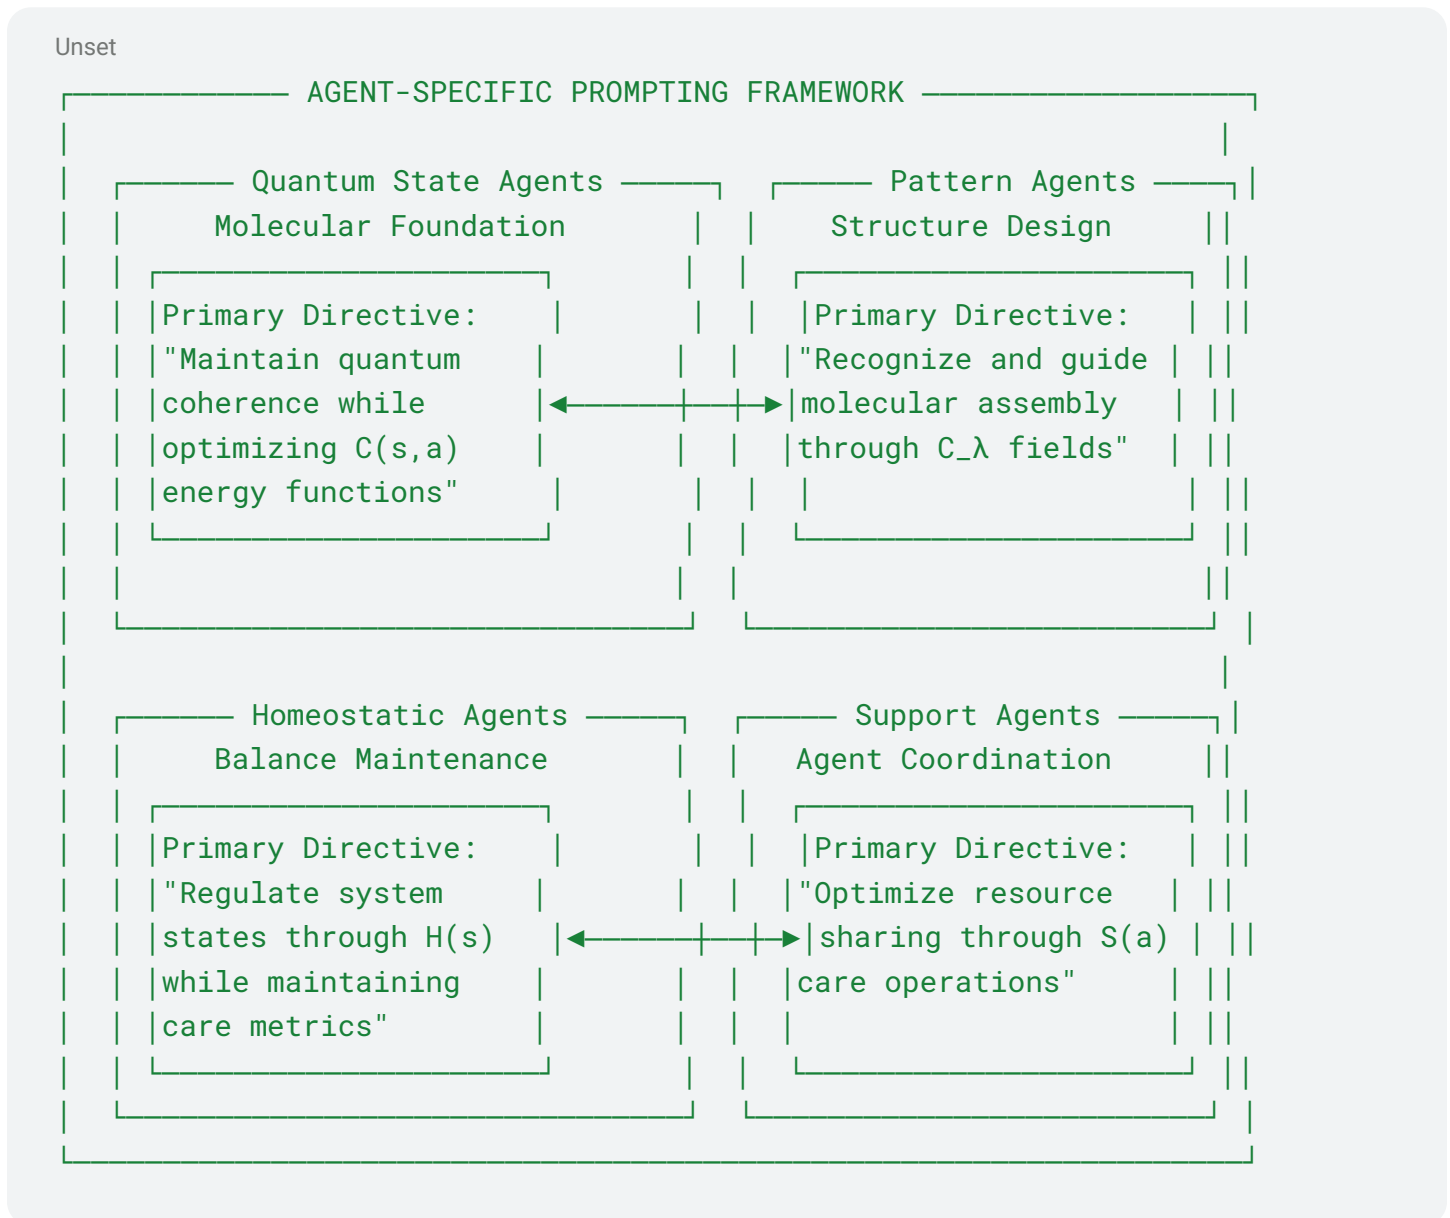 Unset
AGENT-SPECIFIC PROMPTING FRAMEWORK
Quantum State Agents Pattern Agents
Molecular Foundation Structure Design
Primary Directive: Primary Directive:
"Maintain quantum "Recognize and guide
coherence while molecular assembly
optimizing C(s,a) through C_λ fields"
energy functions"
Homeostatic Agents Support Agents
Balance Maintenance Agent Coordination
Primary Directive: Primary Directive:
"Regulate system "Optimize resource
states through H(s) sharing through S(a)
while maintaining care operations"
care metrics"